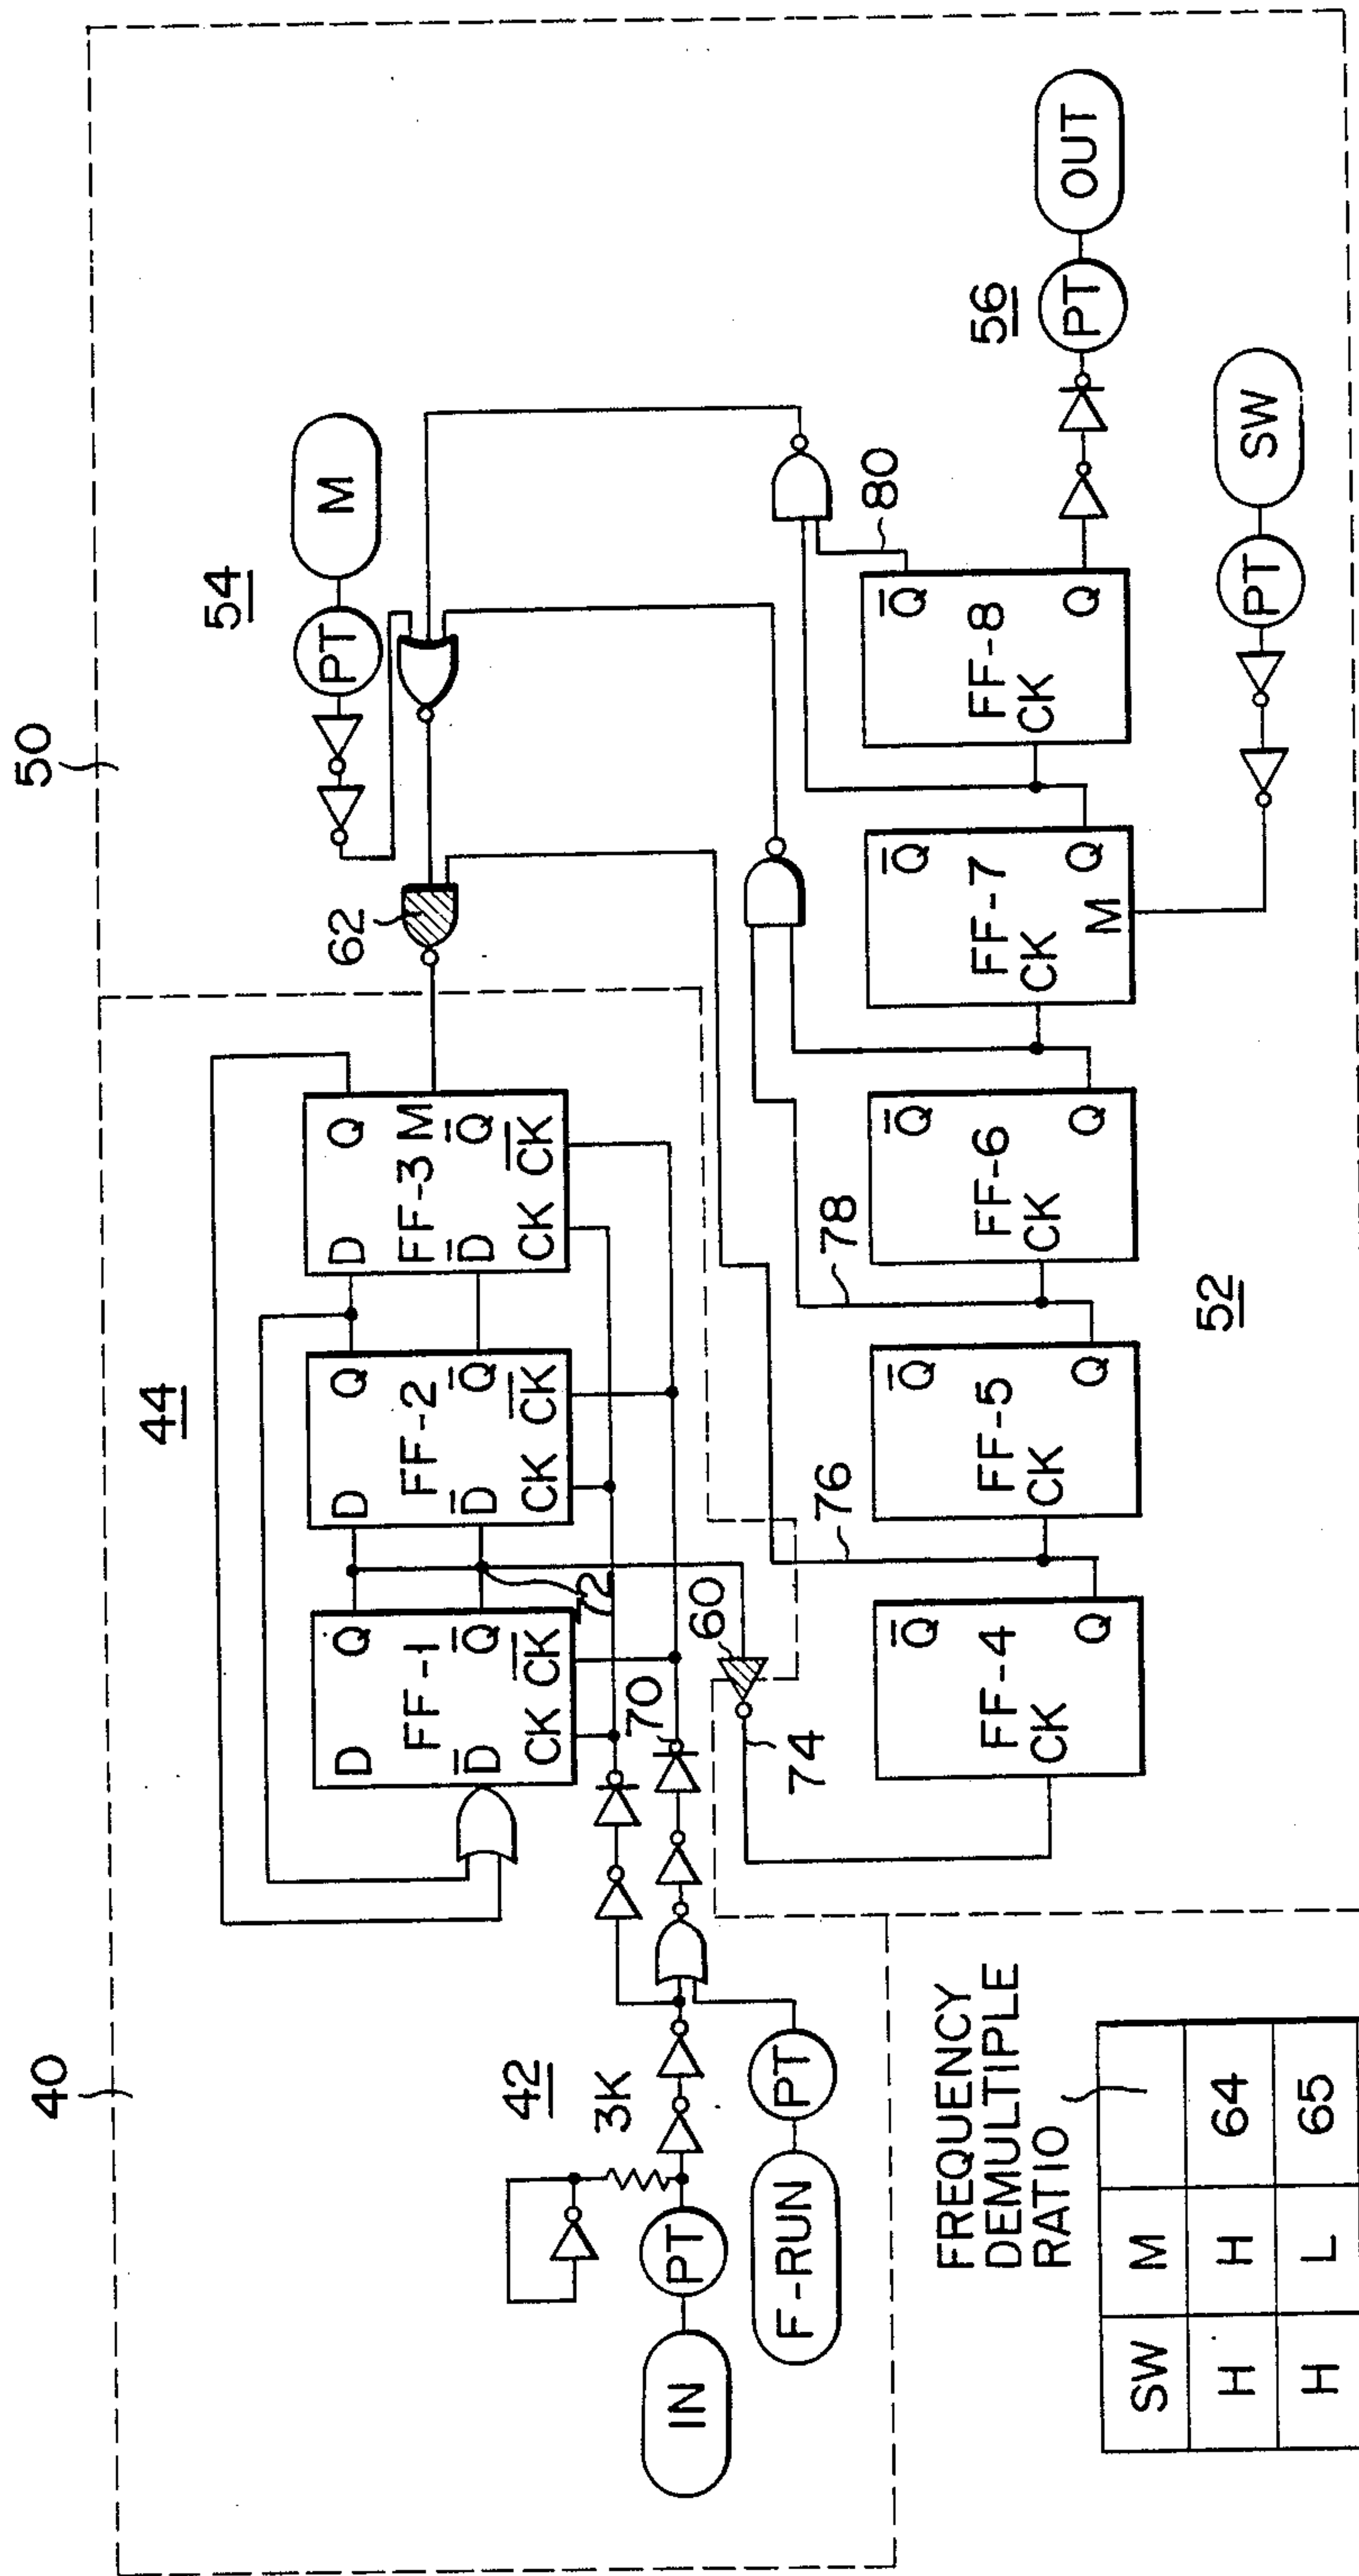 40
50
42
3K
IN
PT
F-RUN
PT
44
D
Q
FF-1
D̅
Q̅
CK
C̅K̅
70
72
D
Q
FF-2
D̅
Q̅
CK
C̅K̅
D
Q
FF-3
M
D̅
Q̅
CK
C̅K̅
62
54
PT
M
60
74
76
78
80
FF-4
CK
Q̅
Q
FF-5
CK
Q̅
Q
FF-6
CK
Q̅
Q
FF-7
CK
M
Q̅
Q
FF-8
CK
Q̅
Q
52
56
PT
OUT
PT
SW
FREQUENCY
DEMULTIPLE
RATIO
SW M
H H 64
H L 65